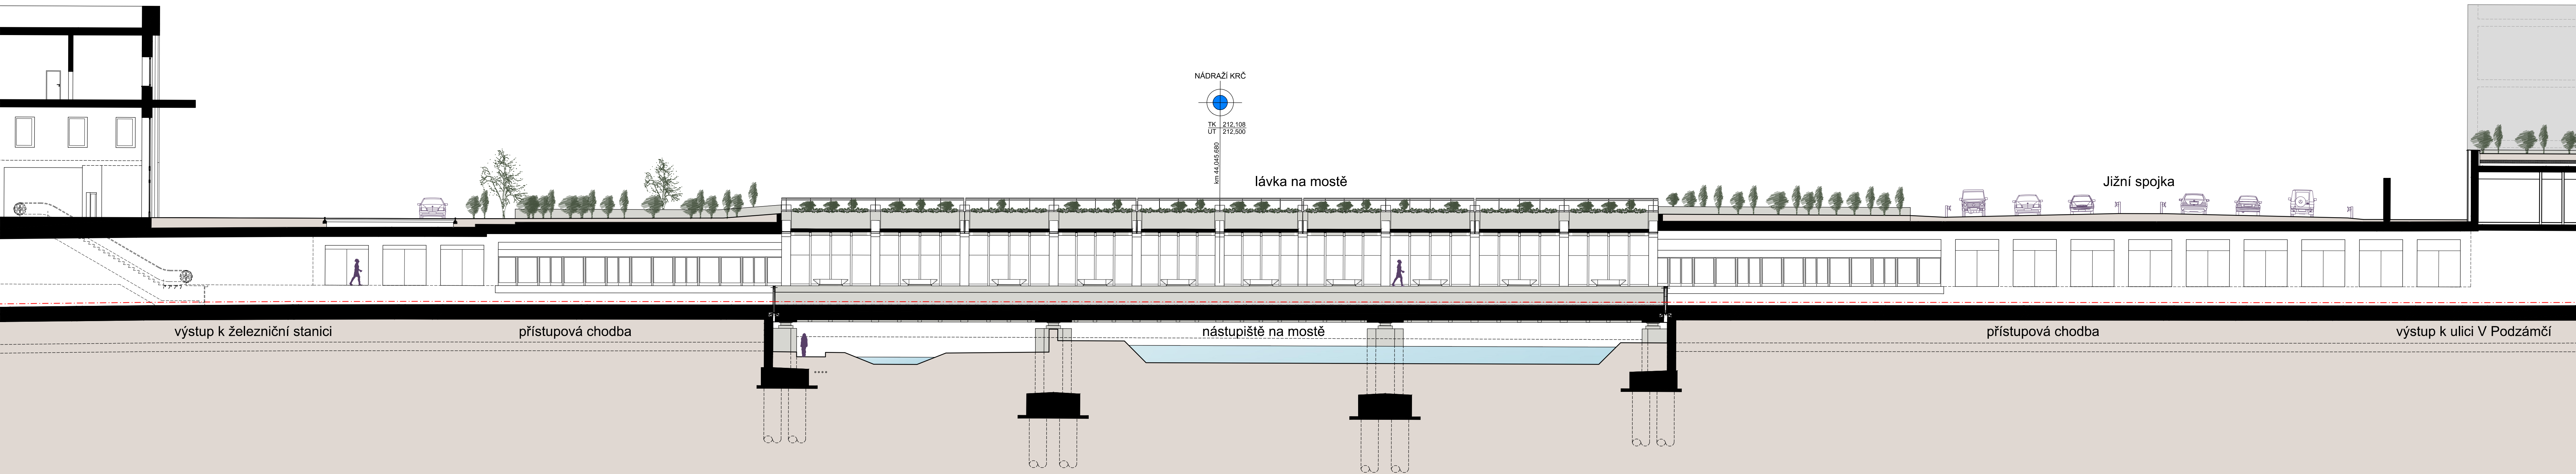 NÁDRAŽÍ KRČ
TK 212,108
ÚT 212,500
km 44,045.680
lávka na mostě
Jižní spojka
výstup k železniční stanici
přístupová chodba
nástupiště na mostě
přístupová chodba
výstup k ulici V Podzámčí